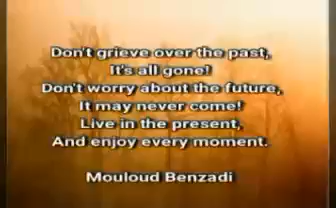 Don't grieve over the past,
It's all gone!
Don't worry about the future,
It may never come!
Live in the present,
And enjoy every moment.
Mouloud Benzadi